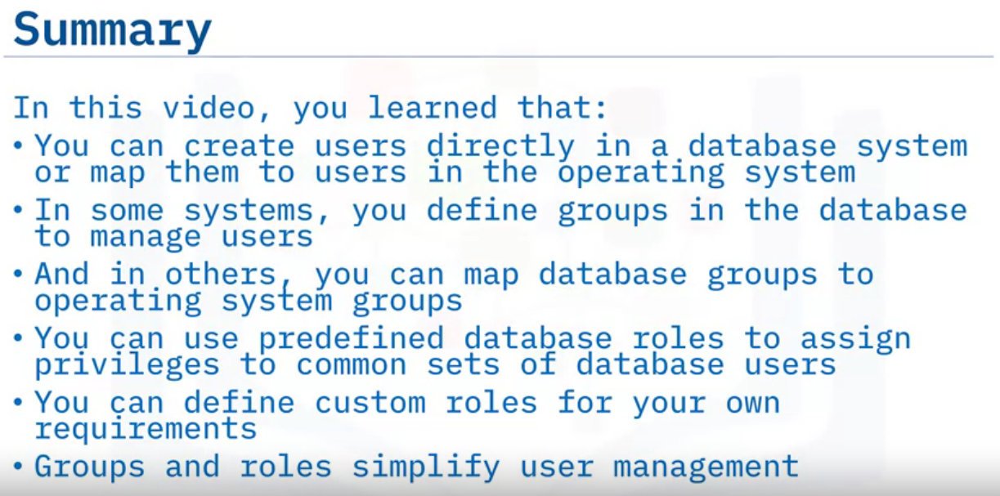 Summary
In this video, you learned that:
• You can create users directly in a database system
or map them to users in the operating system
• In some systems, you define groups in the database
to manage users
• And in others, you can map database groups to
operating system groups
• You can use predefined database roles to assign
privileges to common sets of database users
• You can define custom roles for your own
requirements
• Groups and roles simplify user management